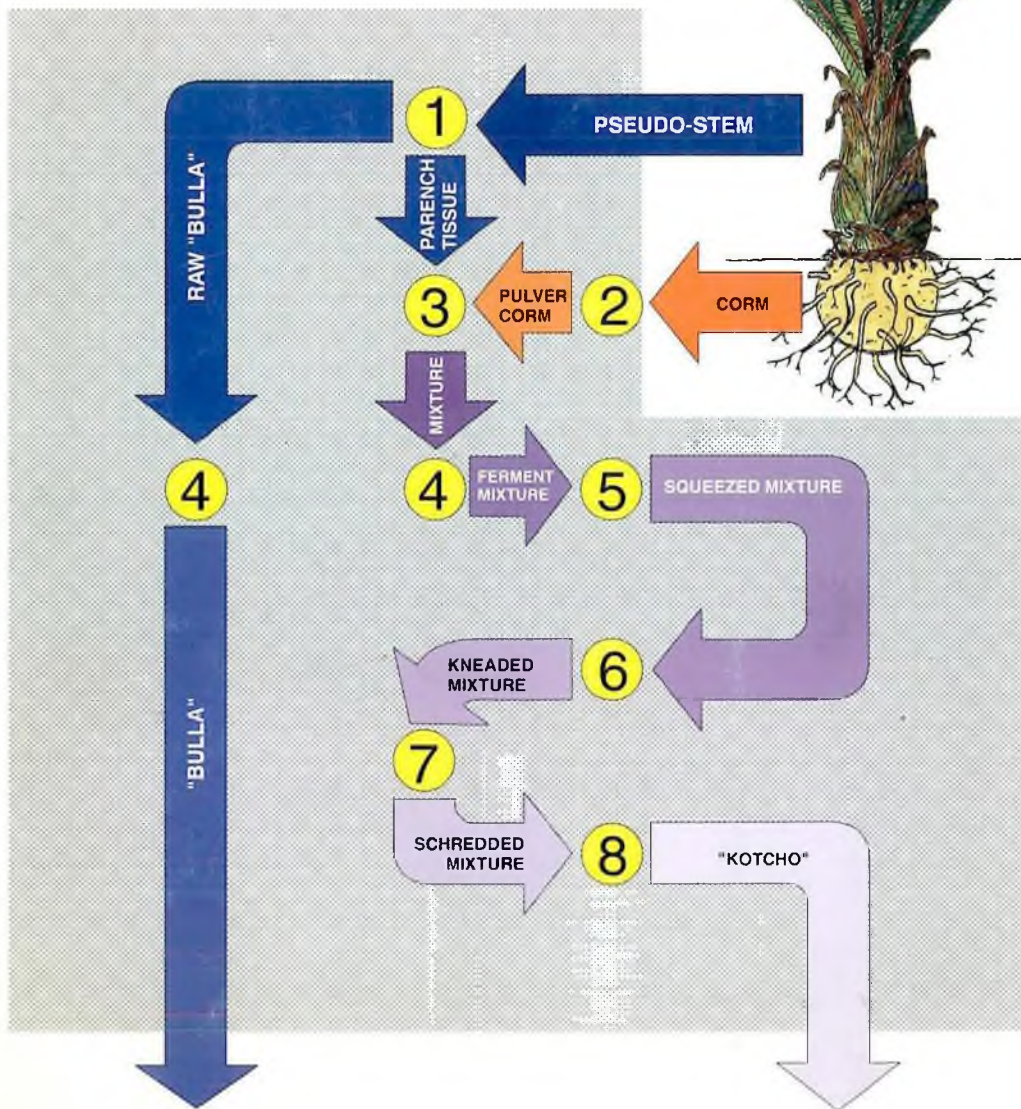 1
PSEUDO-STEM
RAW "BULLA"
PARENCH
TISSUE
3
PULVER
CORM
2
CORM
MIXTURE
4
4
FERMENT
MIXTURE
5
SQUEEZED MIXTURE
KNEADED
MIXTURE
6
"BULLA"
7
SCHREDDED
MIXTURE
8
"KOTCHO"